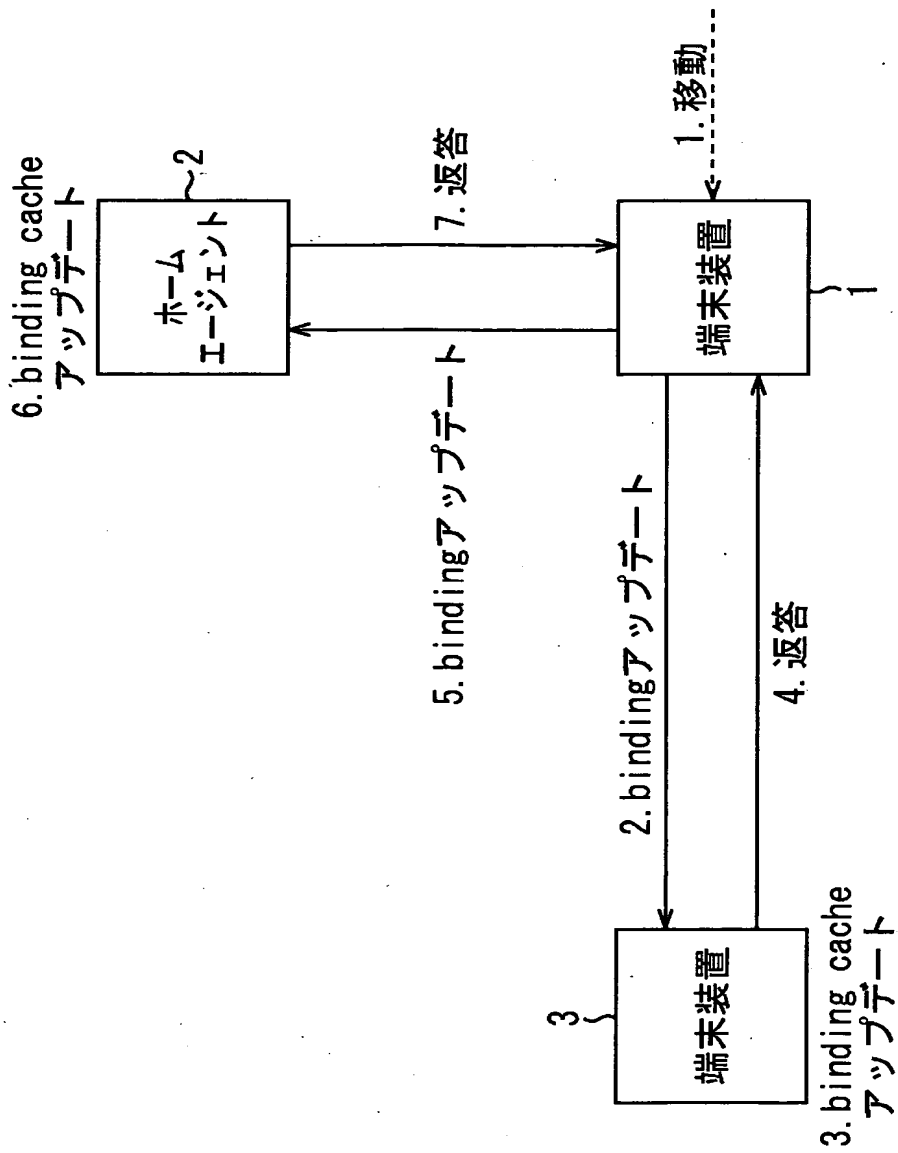 6. binding cache
アップデート
2
ホーム
エージェント
7. 返答
5. bindingアップデート
1. 移動
端末装置
1
2. bindingアップデート
4. 返答
3
端末装置
3. binding cache
アップデート